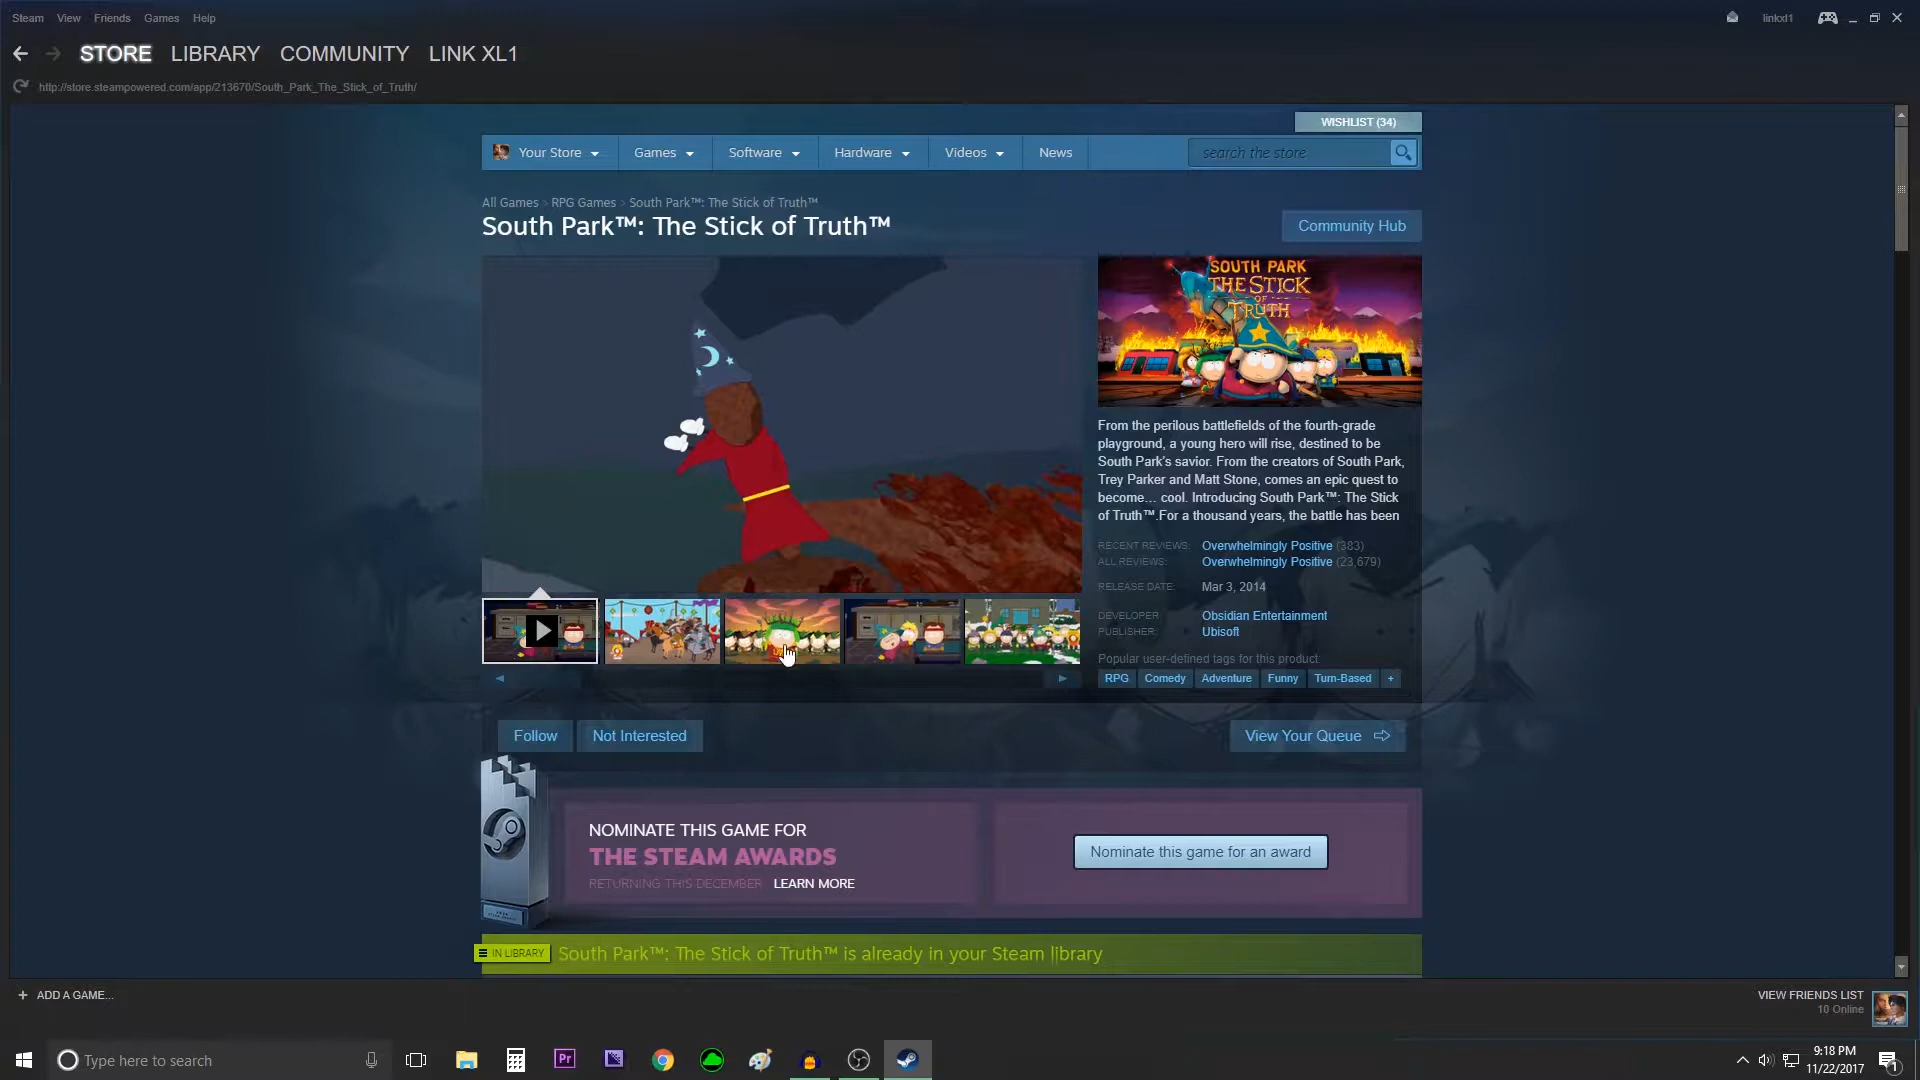 Steam View Friends Games Help
linkxl1
STORE LIBRARY COMMUNITY LINK XL1
http://store.steampowered.com/app/213670/South_Park_The_Stick_of_Truth/
WISHLIST (34)
Your Store Games Software Hardware Videos News
search the store
All Games > RPG Games > South Park™: The Stick of Truth™
South Park™: The Stick of Truth™
Community Hub
SOUTH PARK
THE STICK
OF
TRUTH
From the perilous battlefields of the fourth-grade
playground, a young hero will rise, destined to be
South Park's savior. From the creators of South Park,
Trey Parker and Matt Stone, comes an epic quest to
become… cool. Introducing South Park™: The Stick
of Truth™.For a thousand years, the battle has been
RECENT REVIEWS: Overwhelmingly Positive (383)
ALL REVIEWS: Overwhelmingly Positive (23,679)
RELEASE DATE: Mar 3, 2014
DEVELOPER: Obsidian Entertainment
PUBLISHER: Ubisoft
Popular user-defined tags for this product:
RPG Comedy Adventure Funny Turn-Based +
Follow Not Interested
View Your Queue
NOMINATE THIS GAME FOR
THE STEAM AWARDS
RETURNING THIS DECEMBER LEARN MORE
Nominate this game for an award
IN LIBRARY South Park™: The Stick of Truth™ is already in your Steam library
+ ADD A GAME...
VIEW FRIENDS LIST
10 Online
Type here to search
Pr
9:18 PM
11/22/2017
1